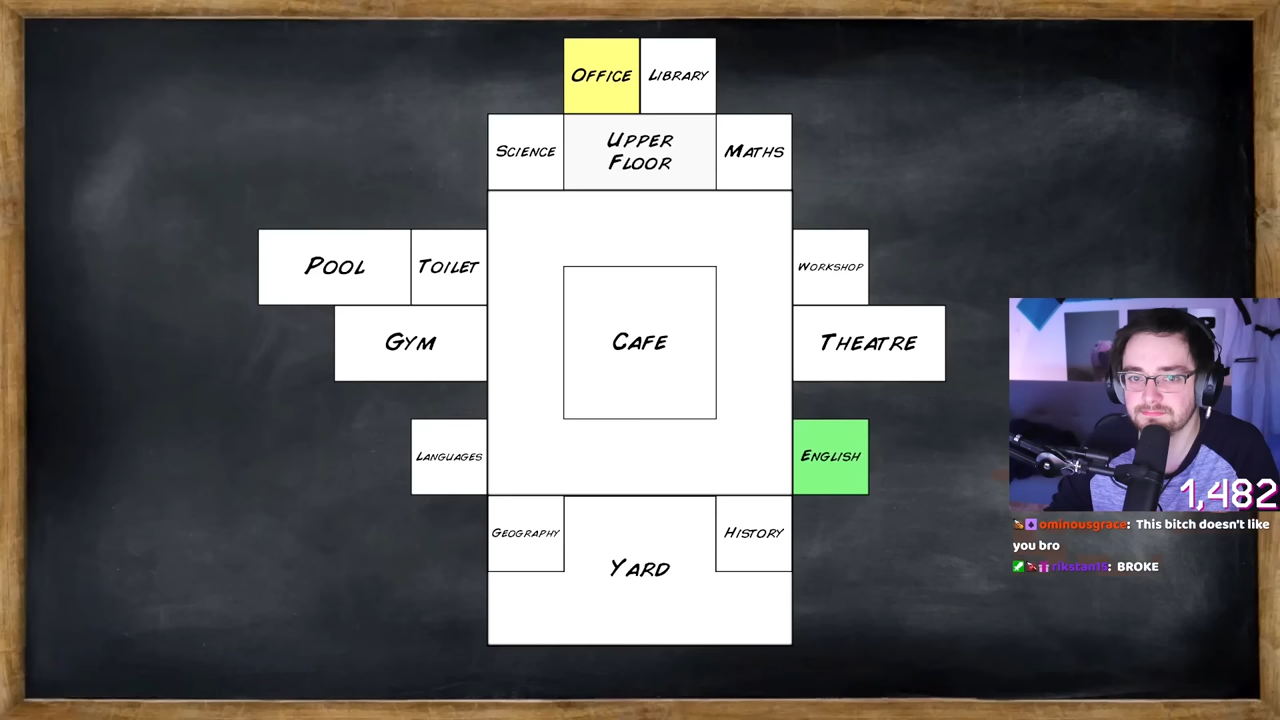 OFFICE
LIBRARY
SCIENCE
UPPER
FLOOR
MATHS
POOL
TOILET
WORKSHOP
GYM
CAFE
THEATRE
LANGUAGES
ENGLISH
GEOGRAPHY
HISTORY
YARD
1,482
ominousgrace: This bitch doesn't like
you bro
rikstan15: BROKE